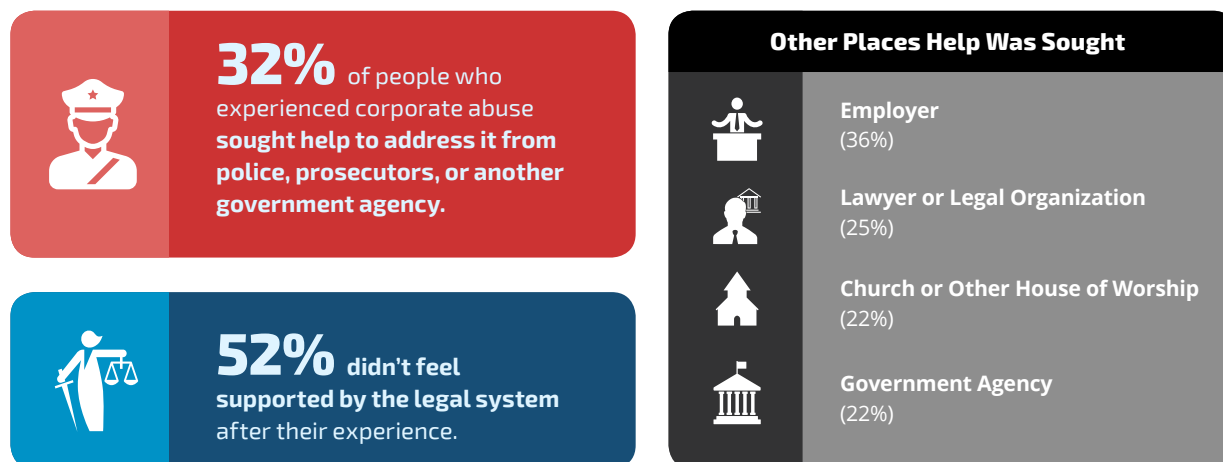 32% of people who
experienced corporate abuse
sought help to address it from
police, prosecutors, or another
government agency.
52% didn’t feel
supported by the legal system
after their experience.
Other Places Help Was Sought
Employer
(36%)
Lawyer or Legal Organization
(25%)
Church or Other House of Worship
(22%)
Government Agency
(22%)